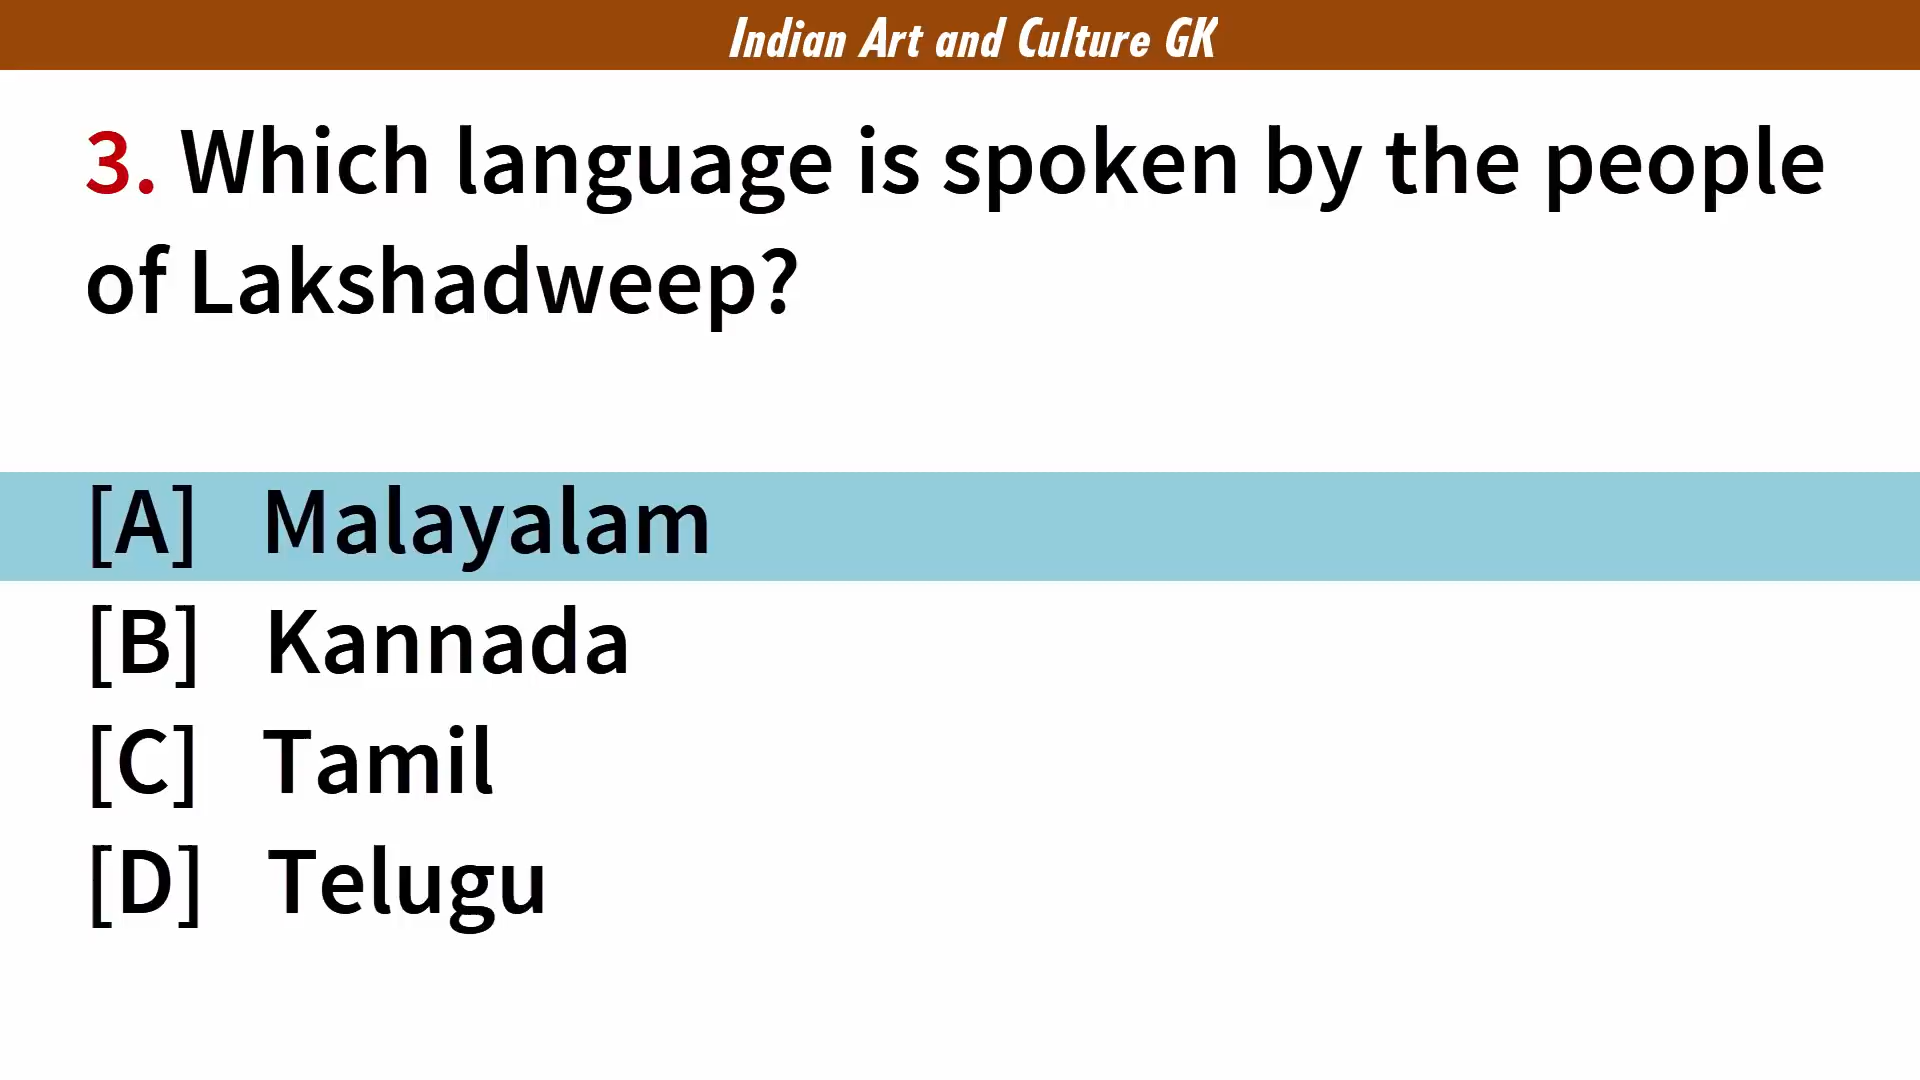 Indian Art and Culture GK
3. Which language is spoken by the people
of Lakshadweep?
[A] Malayalam
[B] Kannada
[C] Tamil
[D] Telugu